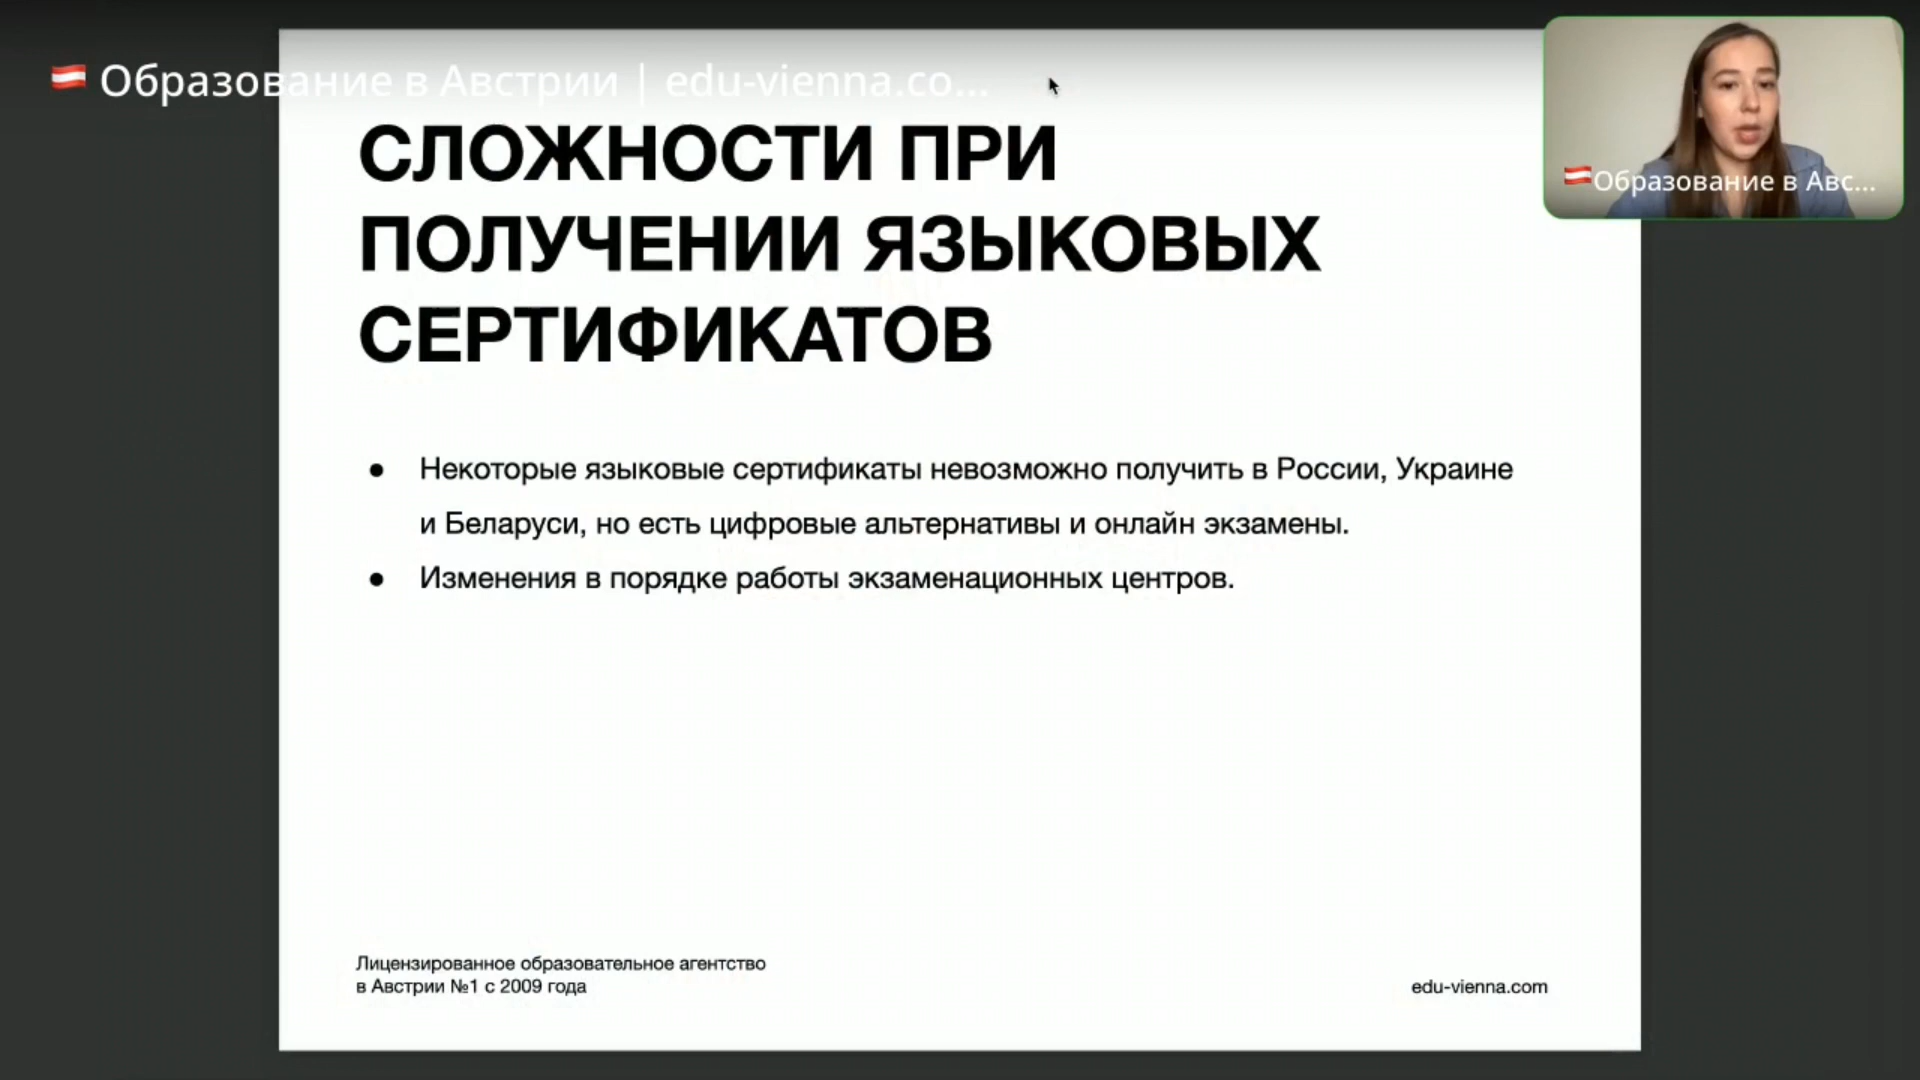 Образование в Австрии | edu-vienna.co...
Образование в Авс...
СЛОЖНОСТИ ПРИ
ПОЛУЧЕНИИ ЯЗЫКОВЫХ
СЕРТИФИКАТОВ
● Некоторые языковые сертификаты невозможно получить в России, Украине
и Беларуси, но есть цифровые альтернативы и онлайн экзамены.
● Изменения в порядке работы экзаменационных центров.
Лицензированное образовательное агентство
в Австрии №1 с 2009 года
edu-vienna.com